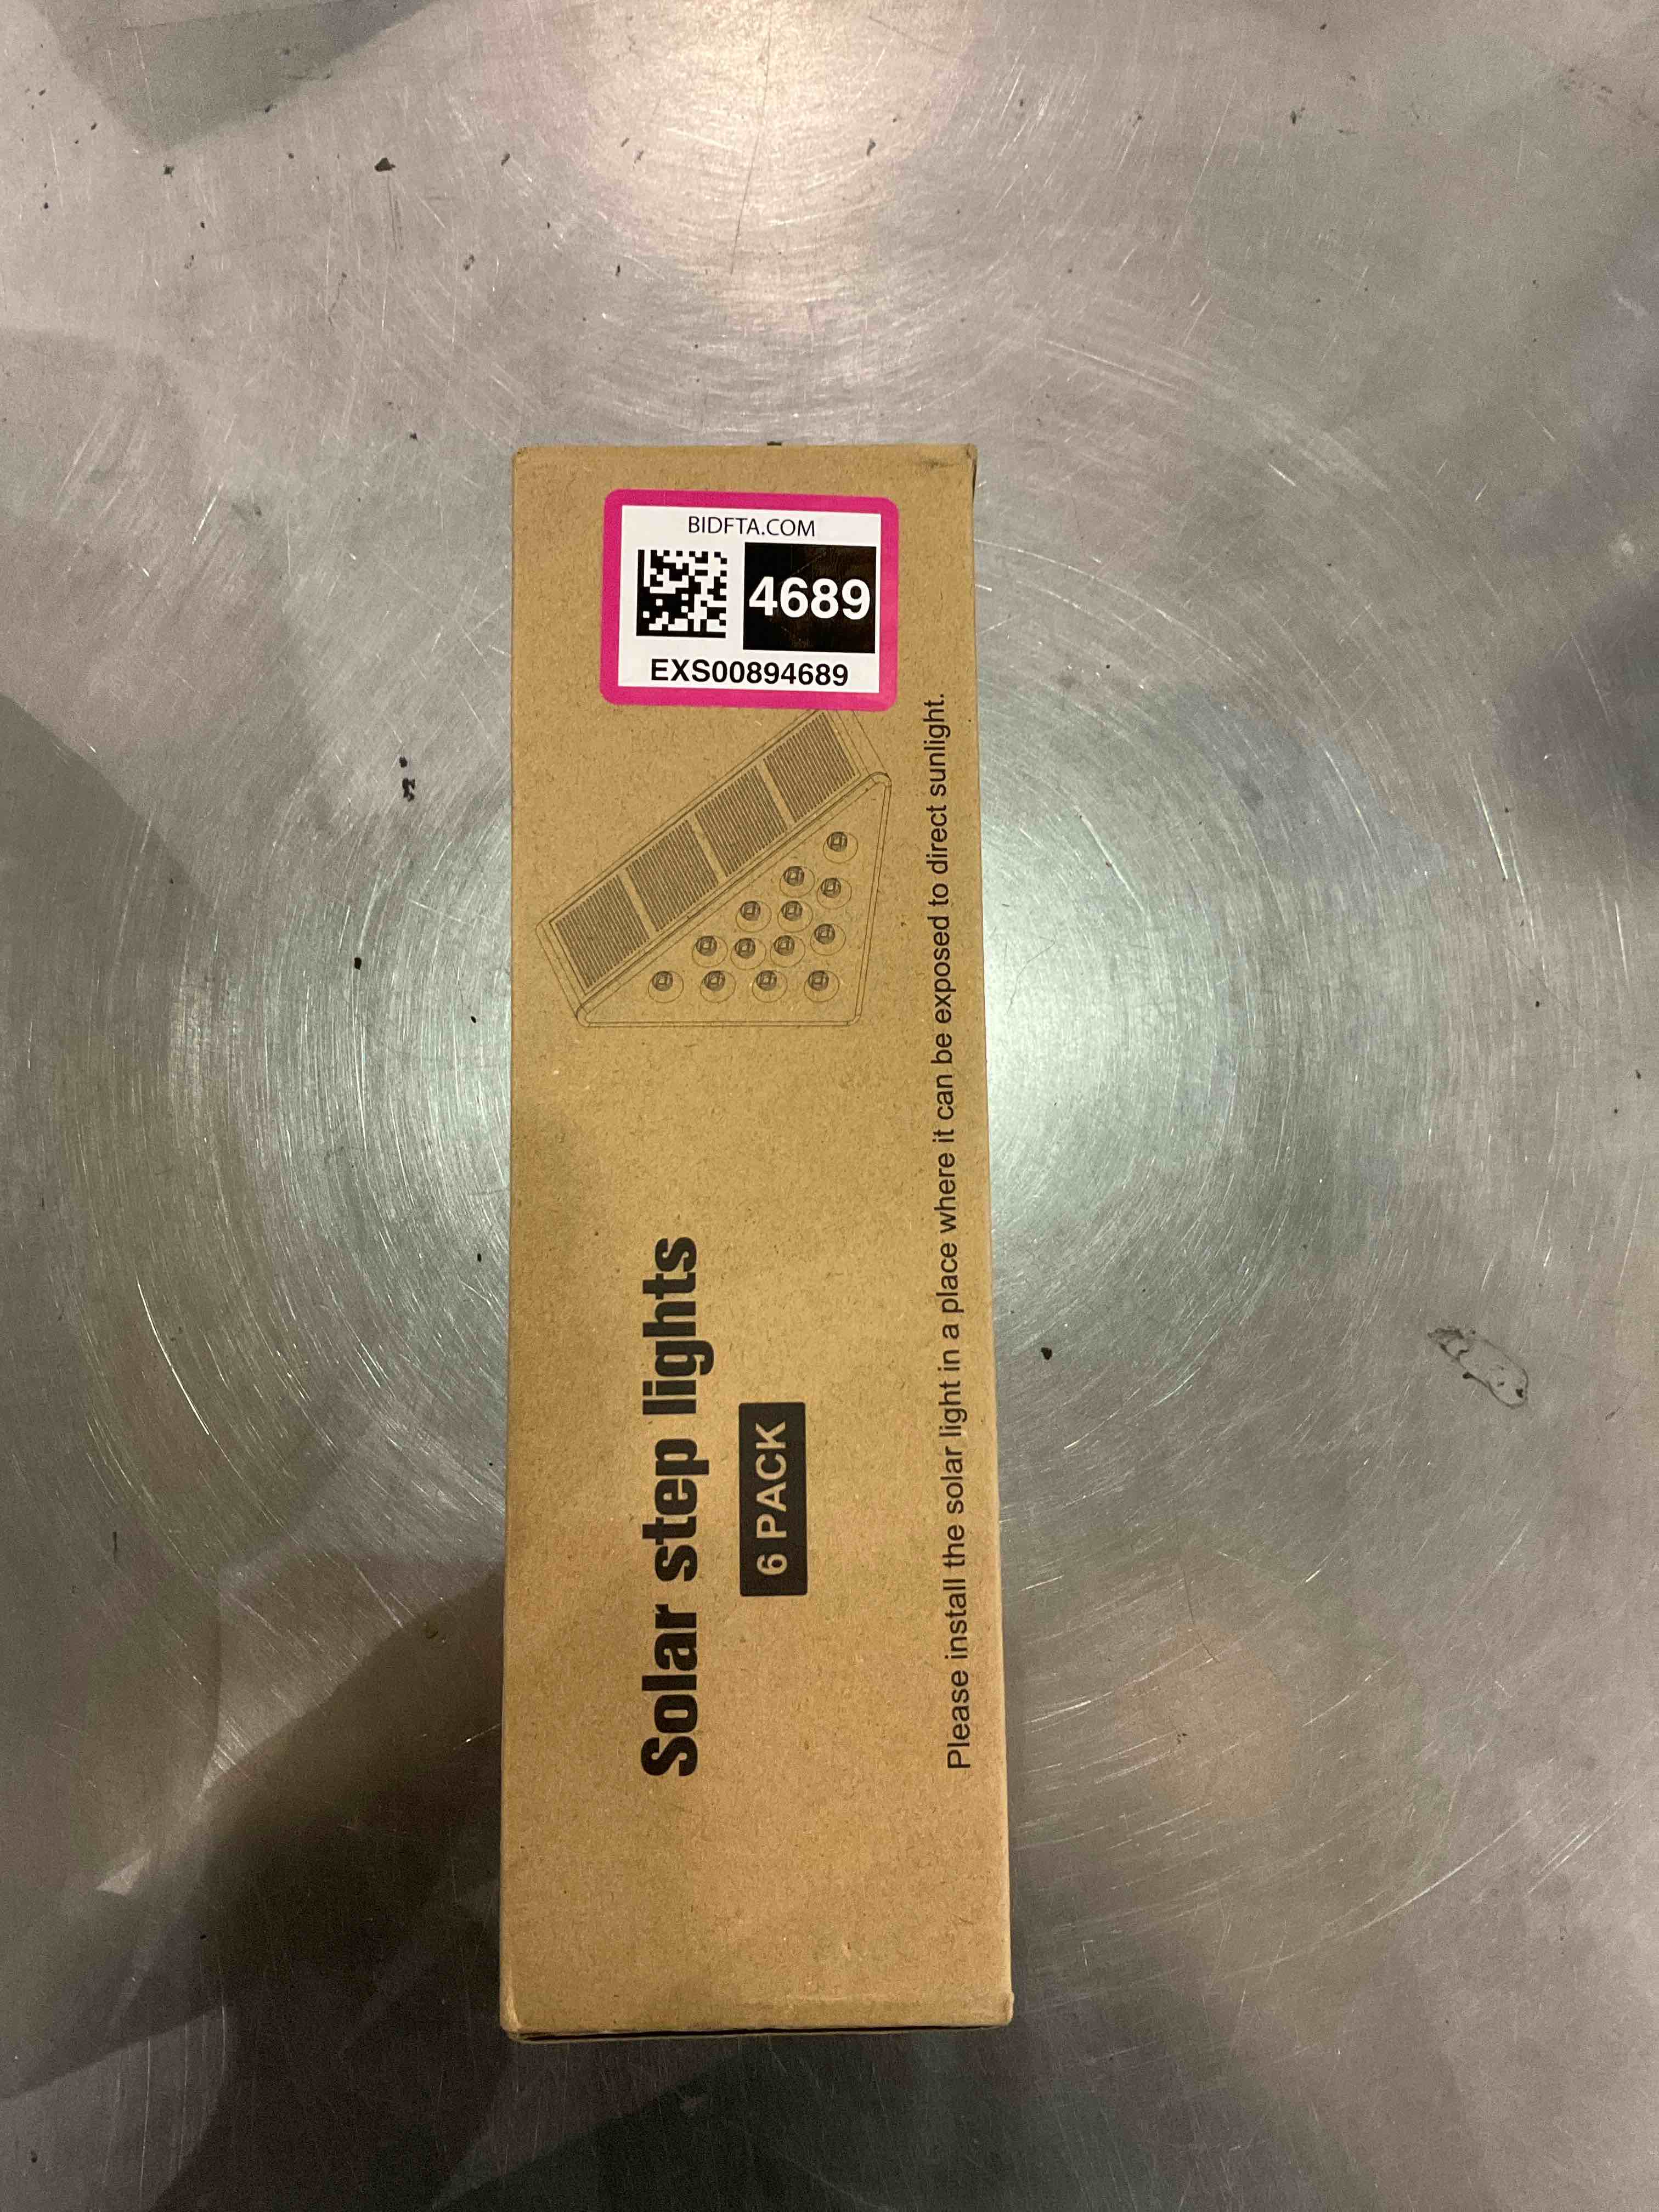 BIDFTA.COM
4689
EXS00894689
Solar step lights
6 PACK
Please install the solar light in a place where it can be exposed to direct sunlight.